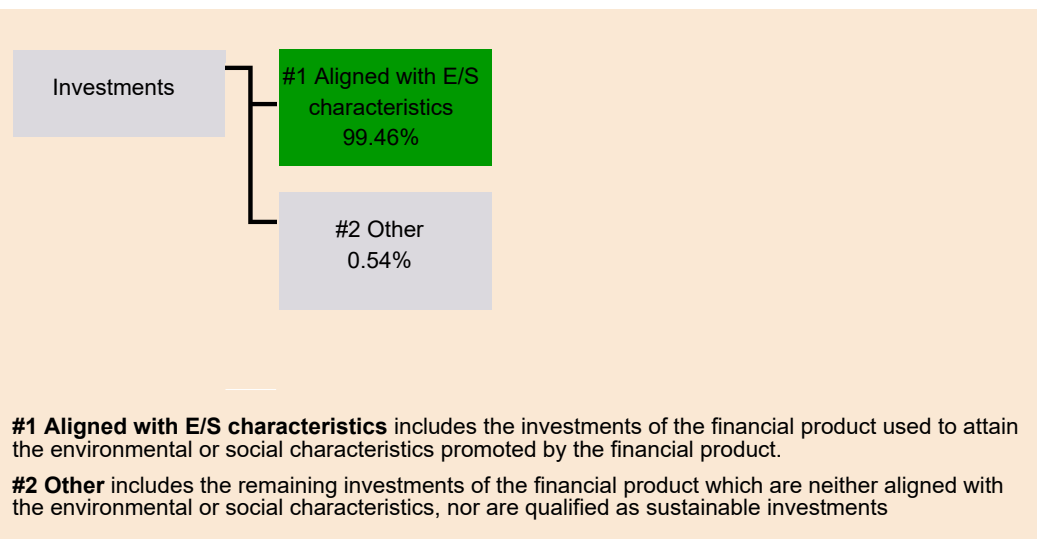 Investments
#1 Aligned with E/S
characteristics
99.46%
#2 Other
0.54%
#1 Aligned with E/S characteristics includes the investments of the financial product used to attain
the environmental or social characteristics promoted by the financial product.
#2 Other includes the remaining investments of the financial product which are neither aligned with
the environmental or social characteristics, nor are qualified as sustainable investments